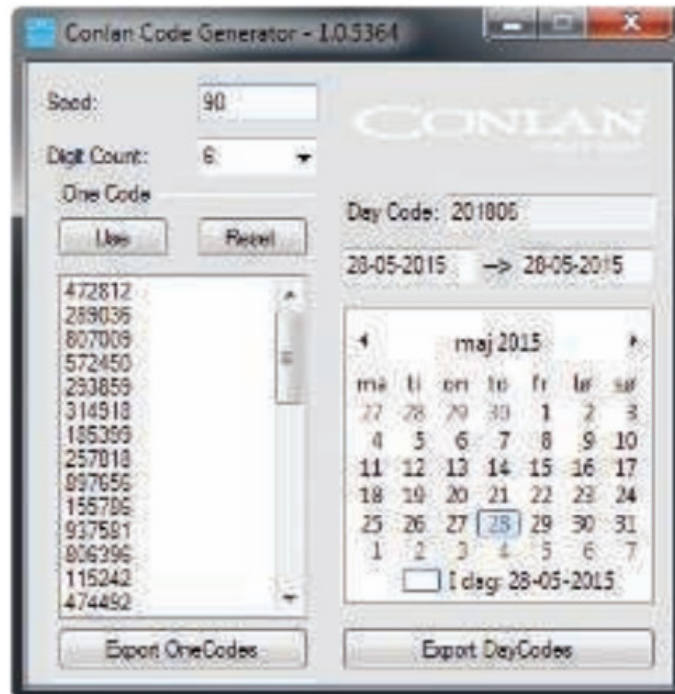 Conlan Code Generator - 1.0.5364
Seed: 90
Digit Count: 6
CONLAN
One Code
Use Reset
Day Code: 201806
28-05-2015 --> 28-05-2015
472812
289036
807009
572450
293859
314918
185399
257818
897656
155786
937581
806396
115242
474492
maj 2015
ma ti on to fr lø sø
27 28 29 30 1 2 3
4 5 6 7 8 9 10
11 12 13 14 15 16 17
18 19 20 21 22 23 24
25 26 27 28 29 30 31
1 2 3 4 5 6 7
I dag: 28-05-2015
Export OneCodes
Export DayCodes